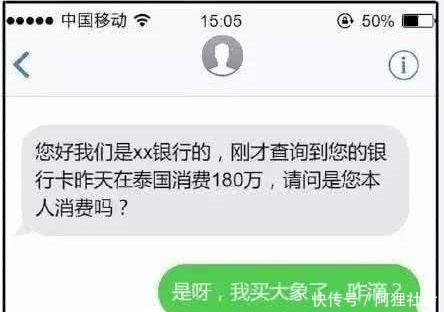 中国移动 15:05 50%
您好我们是xx银行的，刚才查询到您的银
行卡昨天在泰国消费180万，请问是您本
人消费吗？
是呀，我买大象了，咋滴？
快传号/阿狸社